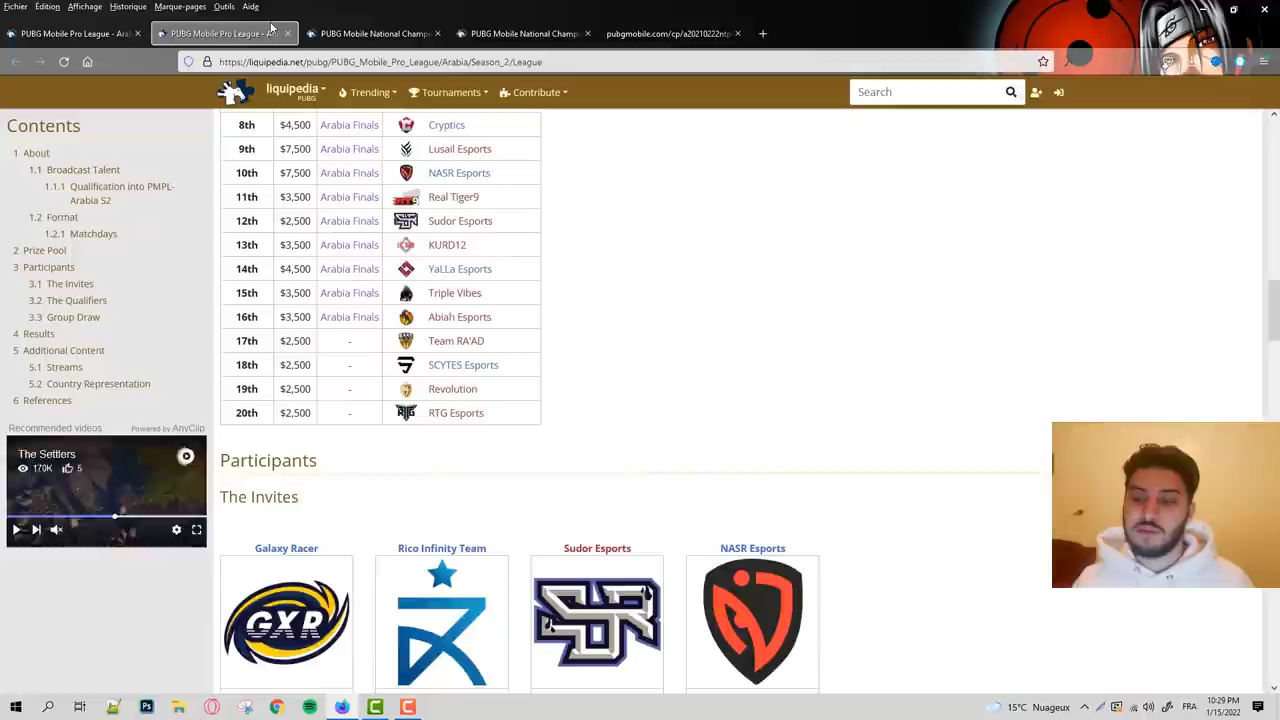 Fichier Édition Affichage Historique Marque-pages Outils Aide
PUBG Mobile Pro League - Ara
PUBG Mobile Pro League - A
PUBG Mobile National Champ
PUBG Mobile National Champ
pubgmobile.com/cp/a20210222ntp
https://liquipedia.net/pubg/PUBG_Mobile_Pro_League/Arabia/Season_2/League
liquipedia
PUBG
Trending
Tournaments
Contribute
Search
Contents
1 About
1.1 Broadcast Talent
1.1.1 Qualification into PMPL-
Arabia S2
1.2 Format
1.2.1 Matchdays
2 Prize Pool
3 Participants
3.1 The Invites
3.2 The Qualifiers
3.3 Group Draw
4 Results
5 Additional Content
5.1 Streams
5.2 Country Representation
6 References
Recommended videos Powered by AnyClip
The Settlers
170K 5
8th $4,500 Arabia Finals Cryptics
9th $7,500 Arabia Finals Lusail Esports
10th $7,500 Arabia Finals NASR Esports
11th $3,500 Arabia Finals Real Tiger9
12th $2,500 Arabia Finals Sudor Esports
13th $3,500 Arabia Finals KURD12
14th $4,500 Arabia Finals YaLLa Esports
15th $3,500 Arabia Finals Triple Vibes
16th $3,500 Arabia Finals Abiah Esports
17th $2,500 - Team RA'AD
18th $2,500 - SCYTES Esports
19th $2,500 - Revolution
20th $2,500 - RTG Esports
Participants
The Invites
Galaxy Racer Rico Infinity Team Sudor Esports NASR Esports
GXR
15°C Nuageux
FRA
10:29 PM
1/15/2022